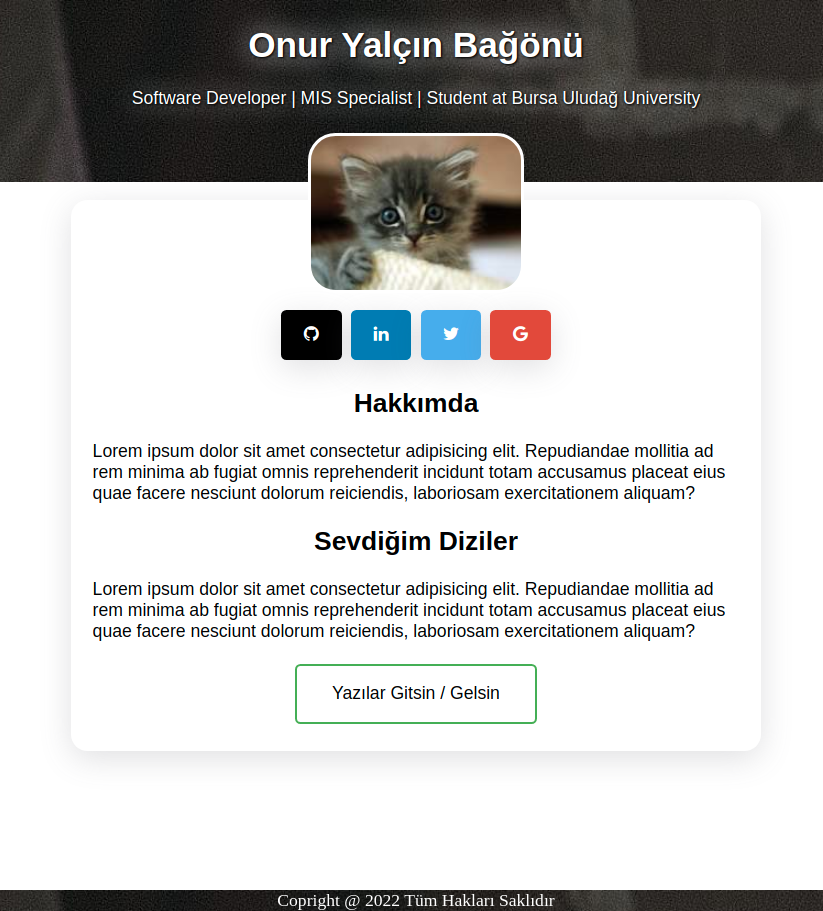 Onur Yalçın Bağönü
Software Developer | MIS Specialist | Student at Bursa Uludağ University
Hakkımda
Lorem ipsum dolor sit amet consectetur adipisicing elit. Repudiandae mollitia ad
rem minima ab fugiat omnis reprehenderit incidunt totam accusamus placeat eius
quae facere nesciunt dolorum reiciendis, laboriosam exercitationem aliquam?
Sevdiğim Diziler
Lorem ipsum dolor sit amet consectetur adipisicing elit. Repudiandae mollitia ad
rem minima ab fugiat omnis reprehenderit incidunt totam accusamus placeat eius
quae facere nesciunt dolorum reiciendis, laboriosam exercitationem aliquam?
Yazılar Gitsin / Gelsin
Copright @ 2022 Tüm Hakları Saklıdır